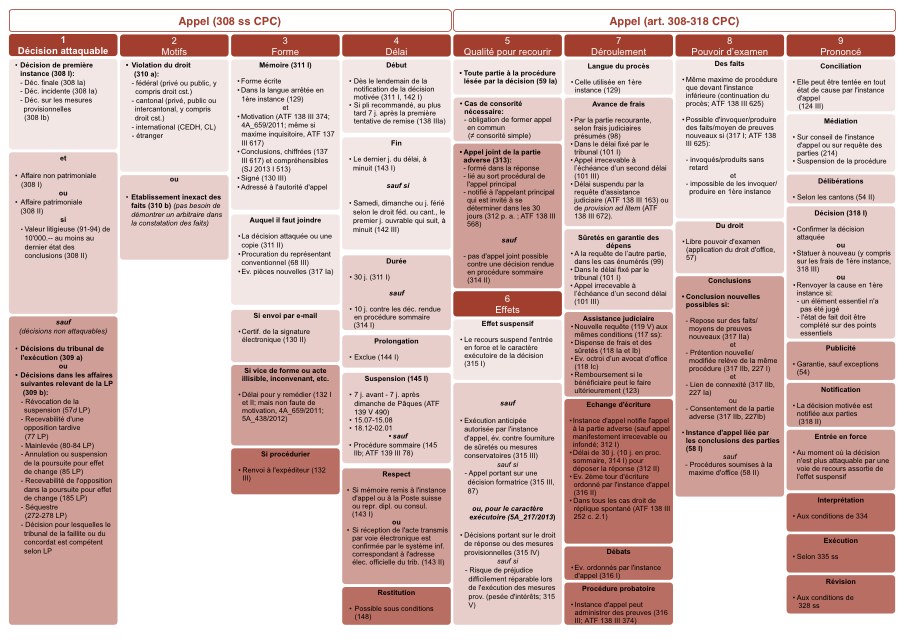 Appel (308 ss CPC)
Appel (art. 308-318 CPC)
1
Décision attaquable
• Décision de première
instance (308 I):
- Déc. finale (308 Ia)
- Déc. incidente (308 Ia)
- Déc. sur les mesures
provisionnelles
(308 Ib)
et
• Affaire non patrimoniale
(308 I)
ou
• Affaire patrimoniale
(308 II)
si
- Valeur litigieuse (91-94) de
10'000.-- au moins au
dernier état des
conclusions (308 II)
sauf
(décisions non attaquables)
• Décisions du tribunal de
l'exécution (309 a)
ou
• Décisions dans les affaires
suivantes relevant de la LP
(309 b):
- Révocation de la
suspension (57d LP)
- Recevabilité d'une
opposition tardive
(77 LP)
- Mainlevée (80-84 LP)
- Annulation ou suspension
de la poursuite pour effet
de change (85 LP)
- Recevabilité de l'opposition
dans la poursuite pour effet
de change (185 LP)
- Séquestre
(272-278 LP)
- Décision pour lesquelles le
tribunal de la faillite ou du
concordat est compétent
selon LP
2
Motifs
• Violation du droit
(310 a):
- fédéral (privé ou public, y
compris droit est.)
- cantonal (privé, public ou
intercantonal, y compris
droit est.)
- international (CEDH, CL)
- étranger
ou
• Etablissement inexact des
faits (310 b) (pas besoin de
démontrer un arbitraire dans
la constatation des faits)
3
Forme
Mémoire (311 I)
• Forme écrite
• Dans la langue arrêtée en
1ère instance (129)
et
• Motivation (ATF 138 III 374;
4A_659/2011; même si
maxime inquisitoire, ATF 137
III 617)
• Conclusions, chiffrées (137
III 617) et compréhensibles
(SJ 2013 I 513)
• Signé (130 III)
• Adressé à l'autorité d'appel
Auquel il faut joindre
• La décision attaquée ou une
copie (311 II)
• Procuration du représentant
conventionnel (68 III)
• Ev. pièces nouvelles (317 Ia)
Si envoi par e-mail
• Certif. de la signature
électronique (130 II)
Si vice de forme ou acte
illisible, inconvenant, etc.
• Délai pour y remédier (132 I
et II; mais non faute de
motivation, 4A_659/2011;
5A_438/2012)
Si procédurier
• Renvoi à l'expéditeur (132
III)
4
Délai
Début
• Dès le lendemain de la
notification de la décision
motivée (311 I, 142 I)
• Si pli recommandé, au plus
tard 7 j. après la première
tentative de remise (138 IIIa)
Fin
• Le dernier j. du délai, à
minuit (143 I)
sauf si
• Samedi, dimanche ou j. férié
selon le droit féd. ou cant., le
premier j. ouvrable qui suit, à
minuit (142 III)
Durée
• 30 j. (311 I)
sauf
• 10 j. contre les déc. rendues
en procédure sommaire
(314 I)
Prolongation
• Exclue (144 I)
Suspension (145 I)
• 7 j. avant - 7 j. après
dimanche de Pâques (ATF
139 V 490)
• 15.07-15.08
• 18.12-02.01
• sauf
• Procédure sommaire (145
IIb; ATF 139 III 78)
Respect
• Si mémoire remis à l'instance
d'appel ou à la Poste suisse
ou repr. dipl. ou consul.
(143 I)
ou
• Si réception de l'acte transmis
par voie électronique est
confirmée par le système inf.
correspondant à l'adresse
élec. officielle du trib. (143 II)
Restitution
• Possible sous conditions
(148)
5
Qualité pour recourir
• Toute partie à la procédure
lésée par la décision (59 Ia)
• Cas de consorité
nécessaire:
- obligation de former appel
en commun
(≠ consorité simple)
• Appel joint de la partie
adverse (313):
- formé dans la réponse
- lié au sort procédural de
l'appel principal
- notifié à l'appelant principal
qui est invité à se
déterminer dans les 30
jours (312 p. a. ; ATF 138 III
568)
sauf
- pas d'appel joint possible
contre une décision rendue
en procédure sommaire
(314 II)
6
Effets
Effet suspensif
• Le recours suspend l'entrée
en force et le caractère
exécutoire de la décision
(315 I)
sauf
• Exécution anticipée
autorisée par l'instance
d'appel, év. contre fourniture
de sûretés ou mesures
conservatoires (315 III)
sauf si
- Appel portant sur une
décision formatrice (315 III,
87)
ou, pour le caractère
exécutoire (5A_217/2013)
• Décisions portant sur le droit
de réponse ou des mesures
provisionnelles (315 IV)
sauf si
- Risque de préjudice
difficilement réparable lors
de l'exécution des mesures
prov. (pesée d'intérêts; 315
V)
7
Déroulement
Langue du procès
• Celle utilisée en 1ère
instance (129)
Avance de frais
• Par la partie recourante,
selon frais judiciaires
présumés (98)
• Dans le délai fixé par le
tribunal (101 I)
• Appel irrecevable à
l'échéance d'un second délai
(101 III)
• Délai suspendu par la
requête d'assistance
judiciaire (ATF 138 III 163) ou
de provision ad litem (ATF
138 III 672).
Sûretés en garantie des
dépens
• A la requête de l'autre partie,
dans les cas énumérés (99)
• Dans le délai fixé par le
tribunal (101 I)
• Appel irrecevable à
l'échéance d'un second délai
(101 III)
Assistance judiciaire
• Nouvelle requête (119 V) aux
mêmes conditions (117 ss):
• Dispense de frais et des
sûretés (118 Ia et Ib)
• Ev. octroi d'un avocat d'office
(118 Ic)
• Remboursement si le
bénéficiaire peut le faire
ultérieurement (123)
Echange d'écriture
• Instance d'appel notifie l'appel
à la partie adverse (sauf appel
manifestement irrecevable ou
infondé; 312 I)
• Délai de 30 j. (10 j. en proc.
sommaire, 314 I) pour
déposer la réponse (312 II)
• Ev. 2ème tour d'écriture
ordonné par l'instance d'appel
(316 II)
• Dans tous les cas droit de
réplique spontané (ATF 138 III
252 c. 2.1)
Débats
• Ev. ordonnés par l'instance
d'appel (316 I)
Procédure probatoire
• Instance d'appel peut
administrer des preuves (316
III; ATF 138 III 374)
8
Pouvoir d'examen
Des faits
• Même maxime de procédure
que devant l'instance
inférieure (continuation du
procès; ATF 138 III 625)
• Possibilité d'invoquer/produire
des faits/moyen de preuves
nouveaux si (317 I; ATF 138
III 625):
- invoqués/produits sans
retard
et
- impossible de les invoquer/
produire en 1ère instance
Du droit
• Libre pouvoir d'examen
(application du droit d'office,
57)
Conclusions
• Conclusion nouvelles
possibles si:
- Repose sur des faits/
moyens de preuves
nouveaux (317 IIa)
et
- Prétention nouvelle/
modifiée relève de la même
procédure (317 IIb, 227 I)
et
- Lien de connexité (317 IIb,
227 Ia)
ou
- Consentement de la partie
adverse (317 IIb, 227Ib)
• Instance d'appel liée par
les conclusions des parties
(58 I)
sauf
- Procédures soumises à la
maxime d'office (58 II)
9
Prononcé
Conciliation
• Elle peut être tentée en tout
état de cause par l'instance
d'appel
(124 III)
Médiation
• Sur conseil de l'instance
d'appel ou sur requête des
parties (214)
• Suspension de la procédure
Délibérations
• Selon les cantons (54 II)
Décision (318 I)
• Confirmer la décision
attaquée
ou
• Statuer à nouveau (y compris
sur les frais de 1ère instance,
318 III)
ou
• Renvoyer la cause en 1ère
instance si:
- un élément essentiel n'a
pas été jugé
- l'état de fait doit être
complété sur des points
essentiels
Publicité
• Garantie, sauf exceptions
(54)
Notification
• La décision motivée est
notifiée aux parties
(318 II)
Entrée en force
• Au moment où la décision
n'est plus attaquable par une
voie de recours assortie de
l'effet suspensif
Interprétation
• Aux conditions de 334
Exécution
• Selon 335 ss
Révision
• Aux conditions de
328 ss